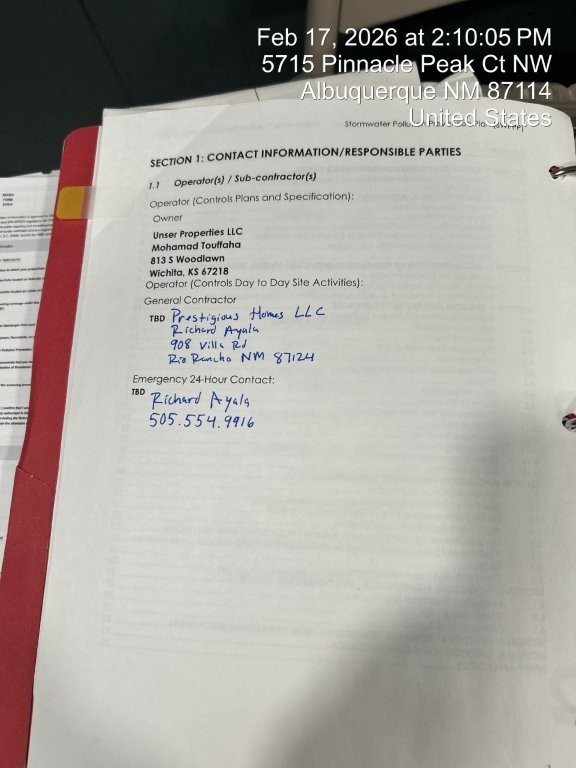 Feb 17, 2026 at 2:10:05 PM
5715 Pinnacle Peak Ct NW
Albuquerque NM 87114
United States
Stormwater
SECTION 1: CONTACT INFORMATION/RESPONSIBLE PARTIES
1.1 Operator(s) / Sub-contractor(s)
Operator (Controls Plans and Specification):
Owner
Unser Properties LLC
Mohamad Touffaha
813 S Woodlawn
Wichita, KS 67218
Operator (Controls Day to Day Site Activities):
General Contractor
TBD Prestigious Homes LLC
Richard Ayala
908 Villa Rd
Rio Rancho NM 87124
Emergency 24-Hour Contact:
TBD Richard Ayala
505.554.9916